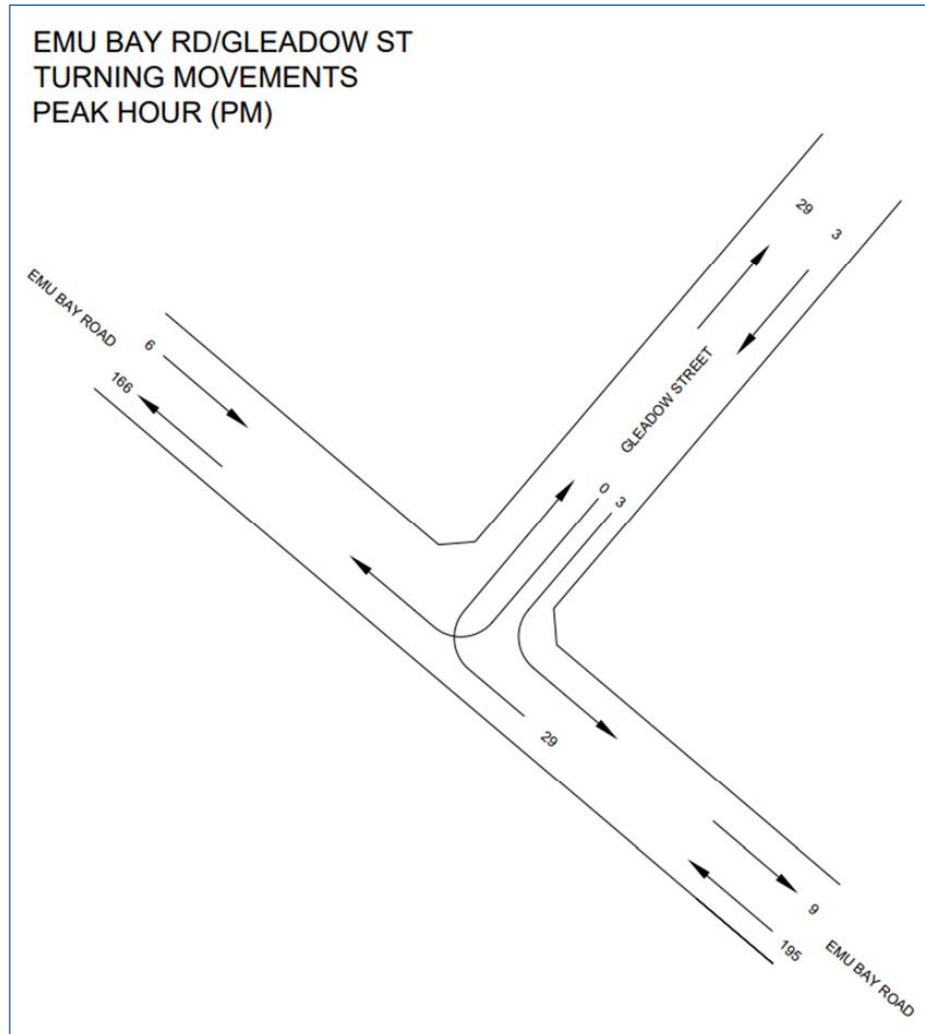 EMU BAY RD/GLEADOW ST
TURNING MOVEMENTS
PEAK HOUR (PM)
29
3
EMU BAY ROAD
6
166
GLEADOW STREET
0
3
29
9
195
EMU BAY ROAD